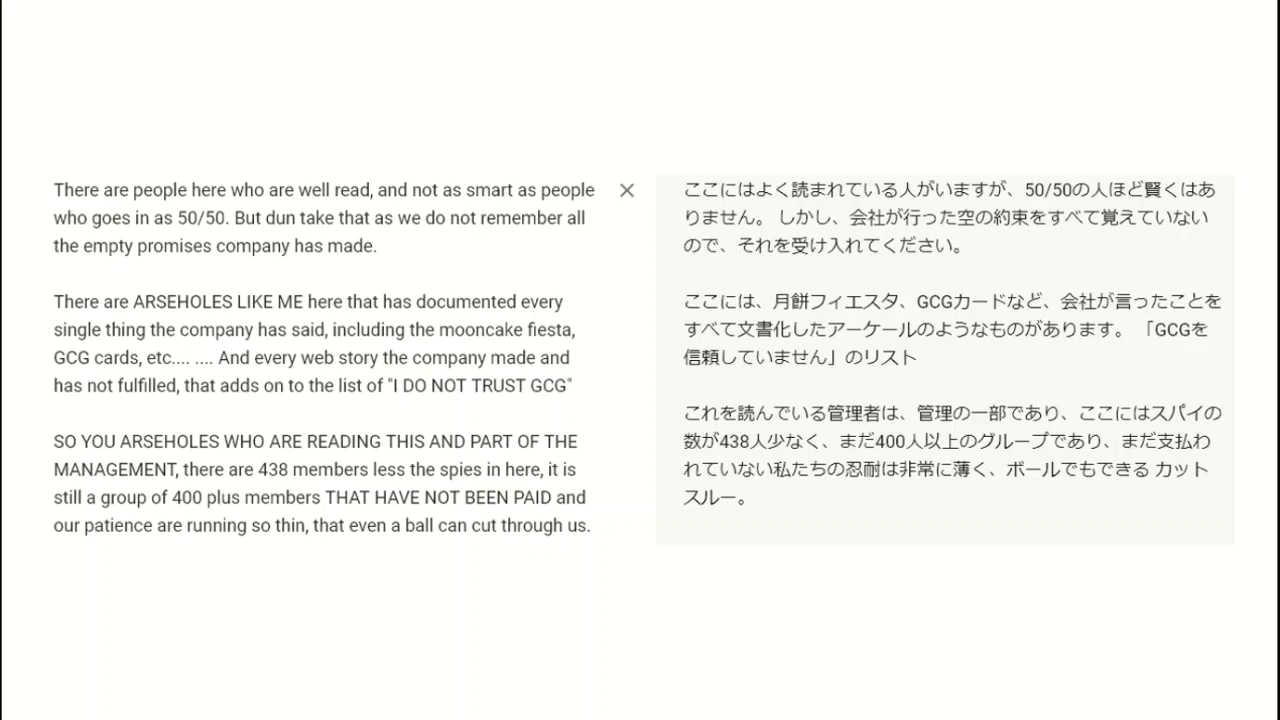 There are people here who are well read, and not as smart as people
who goes in as 50/50. But dun take that as we do not remember all
the empty promises company has made.
There are ARSEHOLES LIKE ME here that has documented every
single thing the company has said, including the mooncake fiesta,
GCG cards, etc.... .... And every web story the company made and
has not fulfilled, that adds on to the list of "I DO NOT TRUST GCG"
SO YOU ARSEHOLES WHO ARE READING THIS AND PART OF THE
MANAGEMENT, there are 438 members less the spies in here, it is
still a group of 400 plus members THAT HAVE NOT BEEN PAID and
our patience are running so thin, that even a ball can cut through us.
ここにはよく読まれている人がいますが、50/50の人ほど賢くはあ
りません。 しかし、会社が行った空の約束をすべて覚えていない
ので、それを受け入れてください。
ここには、月餅フィエスタ、GCGカードなど、会社が言ったことを
すべて文書化したアーケールのようなものがあります。 「GCGを
信頼していません」のリスト
これを読んでいる管理者は、管理の一部であり、ここにはスパイの
数が438人少なく、まだ400人以上のグループであり、まだ支払わ
れていない私たちの忍耐は非常に薄く、ボールでもできる カット
スルー。